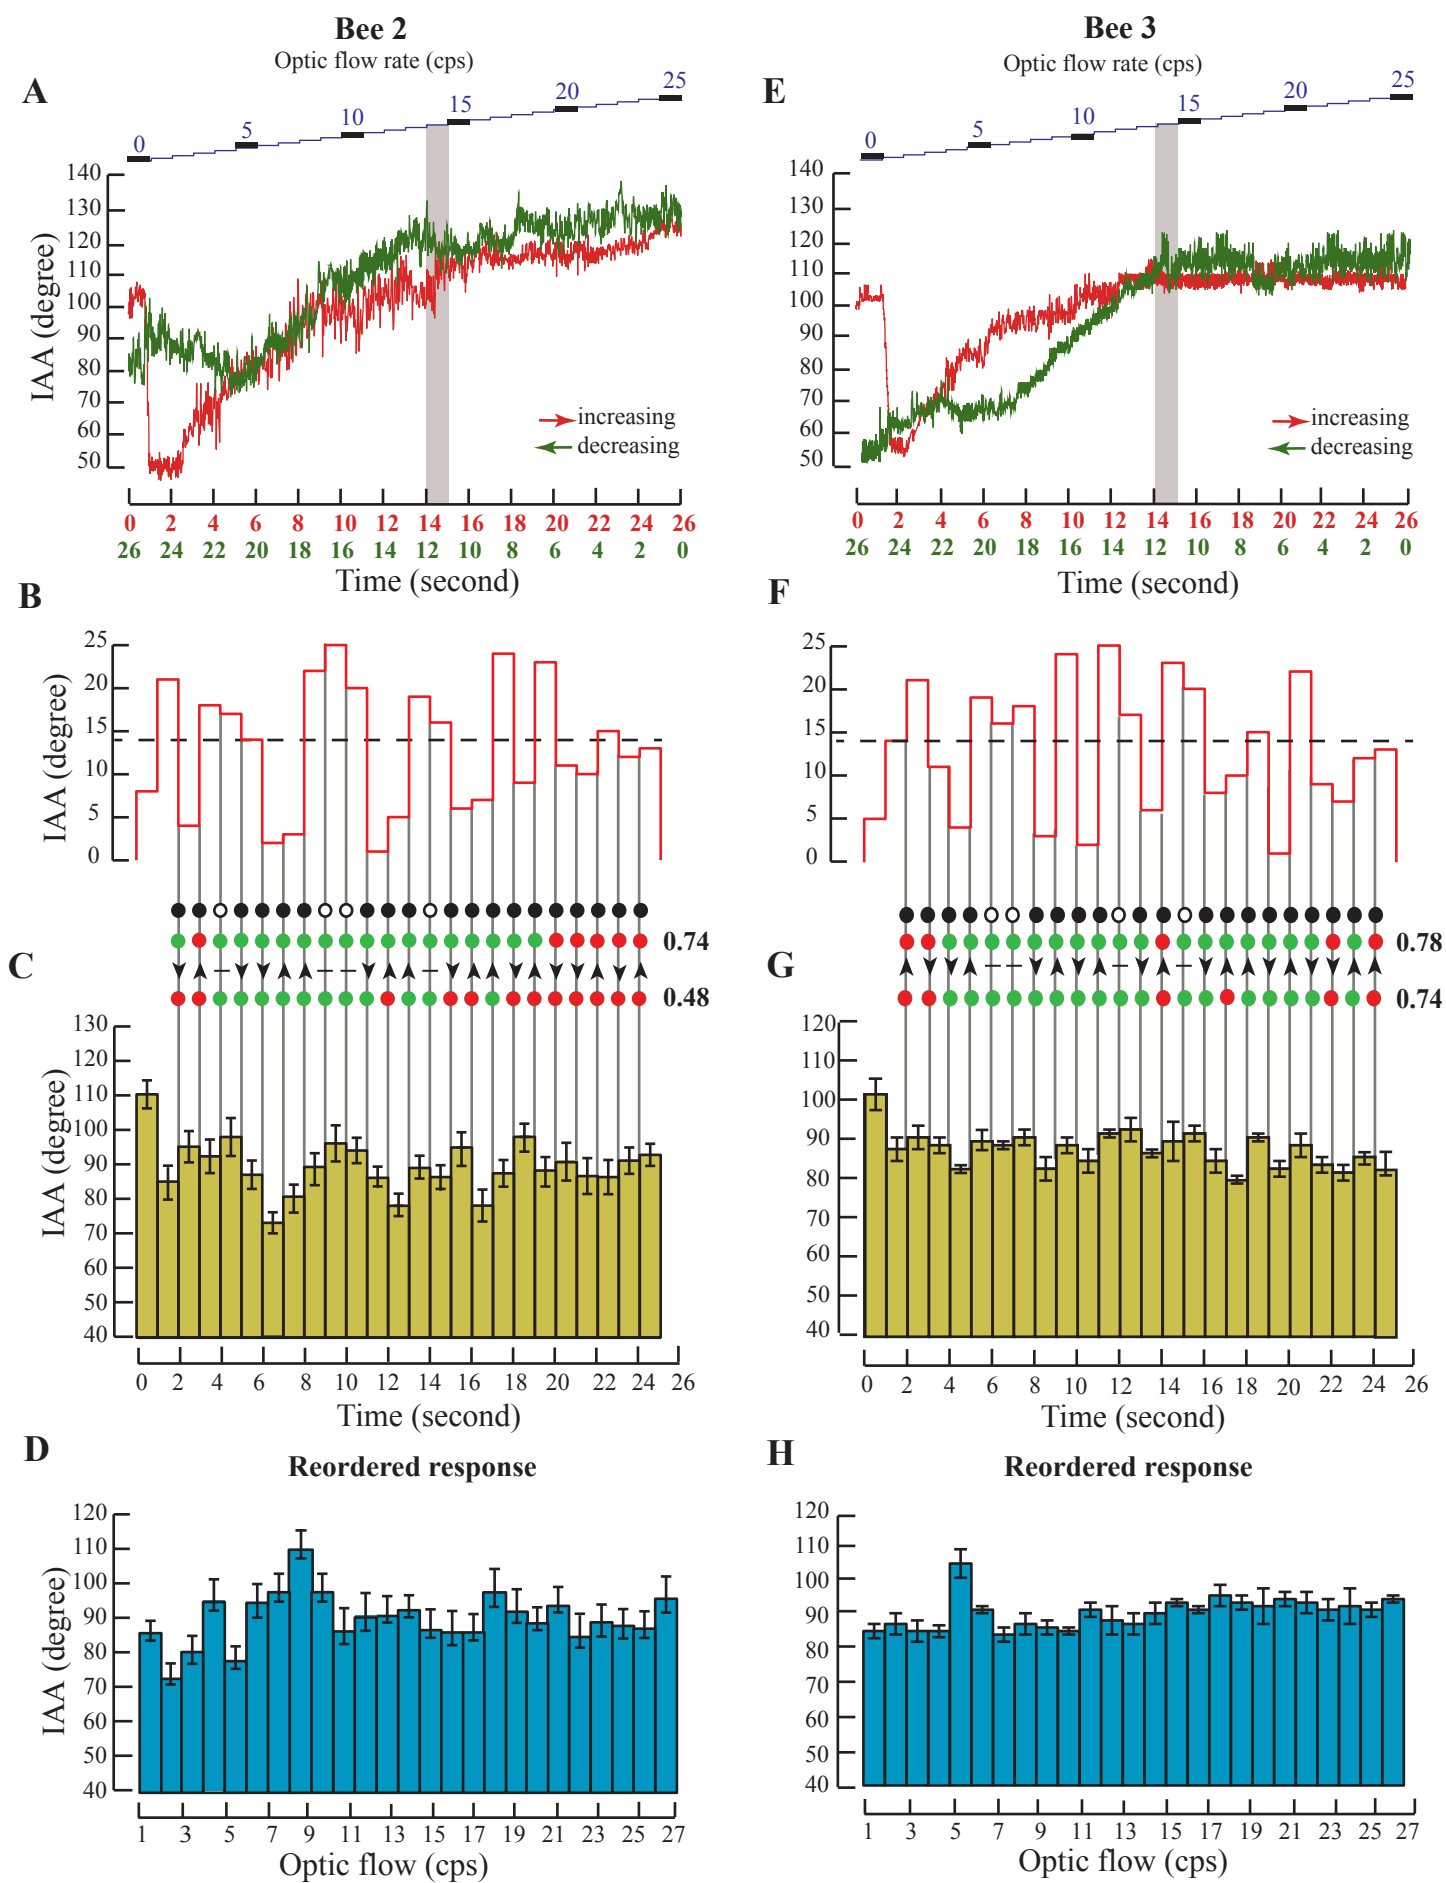 Bee 2
Optic flow rate (cps)
A
0 5 10 15 20 25
140
130
120
110
100
90
80
70
60
50
IAA (degree)
increasing
decreasing
0 2 4 6 8 10 12 14 16 18 20 22 24 26
26 24 22 20 18 16 14 12 10 8 6 4 2 0
Time (second)
B
25
20
15
10
5
0
IAA (degree)
0.74
C
0.48
130
120
110
100
90
80
70
60
50
40
IAA (degree)
0 2 4 6 8 10 12 14 16 18 20 22 24 26
Time (second)
D
Reordered response
120
110
100
90
80
70
60
50
40
IAA (degree)
1 3 5 7 9 11 13 15 17 19 21 23 25 27
Optic flow (cps)
Bee 3
Optic flow rate (cps)
E
0 5 10 15 20 25
140
130
120
110
100
90
80
70
60
50
increasing
decreasing
0 2 4 6 8 10 12 14 16 18 20 22 24 26
26 24 22 20 18 16 14 12 10 8 6 4 2 0
Time (second)
F
25
20
15
10
5
0
0.78
G
0.74
120
110
100
90
80
70
60
50
40
0 2 4 6 8 10 12 14 16 18 20 22 24 26
Time (second)
H
Reordered response
120
110
100
90
80
70
60
50
40
1 3 5 7 9 11 13 15 17 19 21 23 25 27
Optic flow (cps)